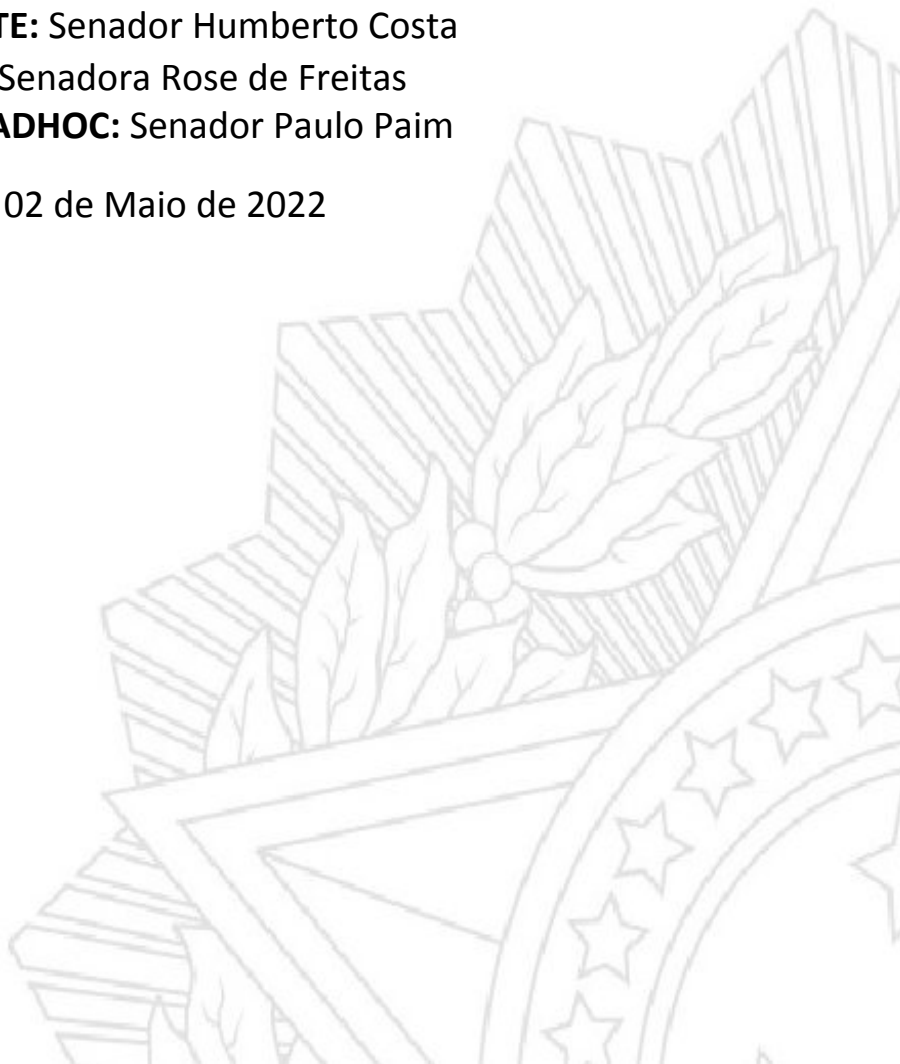 TE: Senador Humberto Costa
Senadora Rose de Freitas
ADHOC: Senador Paulo Paim
02 de Maio de 2022